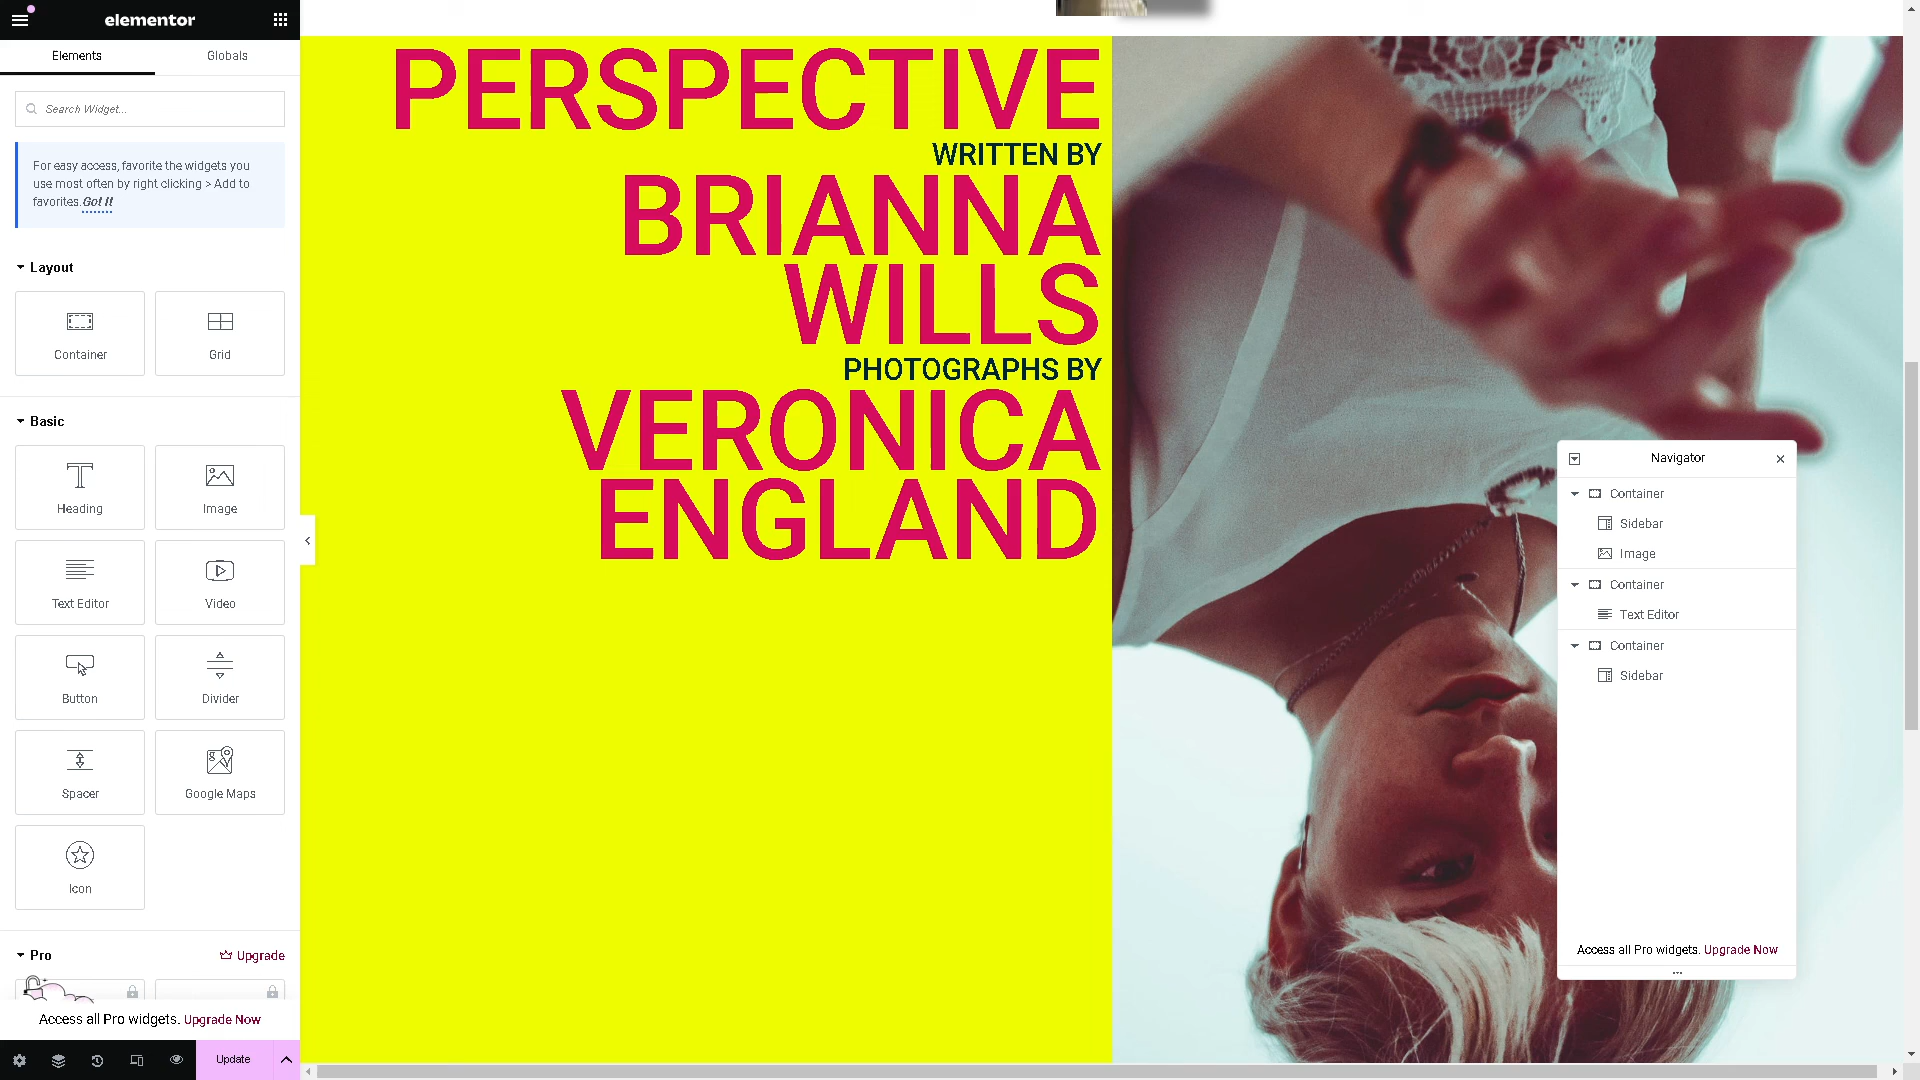 elementor
Elements
Globals
Search Widget...
For easy access, favorite the widgets you
use most often by right clicking > Add to
favorites. Got It
Layout
Container
Grid
Basic
Heading
Image
Text Editor
Video
Button
Divider
Spacer
Google Maps
Icon
Pro
Upgrade
Access all Pro widgets. Upgrade Now
Update
PERSPECTIVE
WRITTEN BY
BRIANNA
WILLS
PHOTOGRAPHS BY
VERONICA
ENGLAND
Navigator
Container
Sidebar
Image
Container
Text Editor
Container
Sidebar
Access all Pro widgets. Upgrade Now